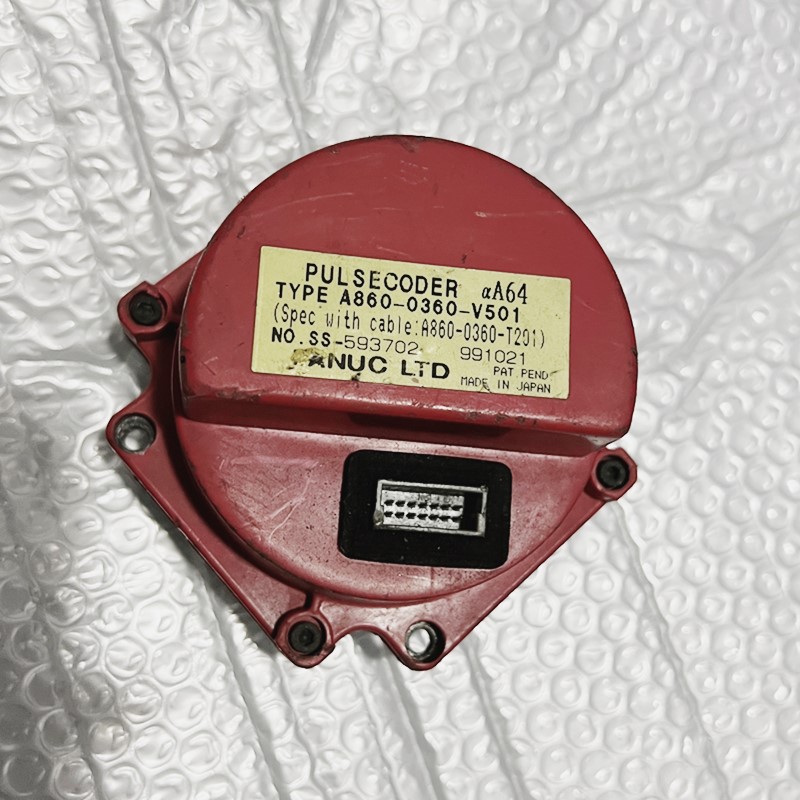 PULSECODER αA64
TYPE A860-0360-V501
(Spec with cable:A860-0360-T201)
NO.SS-593702 991021
FANUC LTD PAT.PEND
MADE IN JAPAN